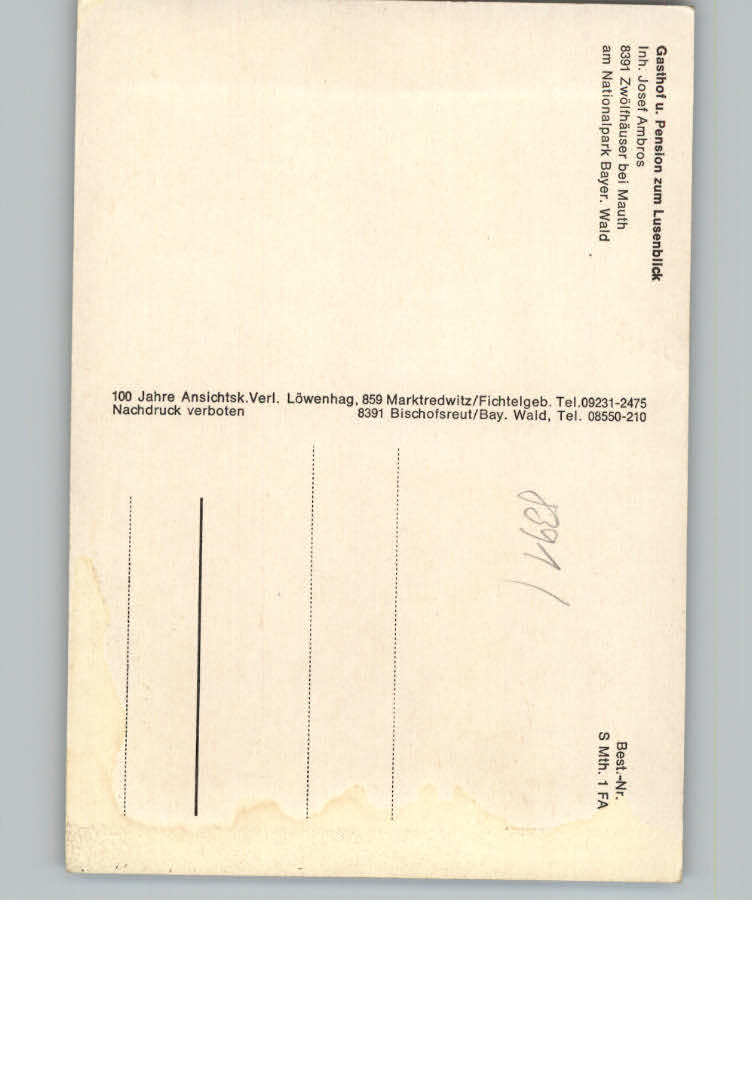 Gasthof u. Pension zum Lusenblick
Inh. Josef Ambros
8391 Zwölfhäuser bei Mauth
am Nationalpark Bayer. Wald
100 Jahre Ansichtsk.Verl. Löwenhag, 859 Marktredwitz/Fichtelgeb. Tel.09231-2475
Nachdruck verboten 8391 Bischofsreut/Bay. Wald, Tel. 08550-210
8391 /
Best.-Nr.
S Mth. 1 FA